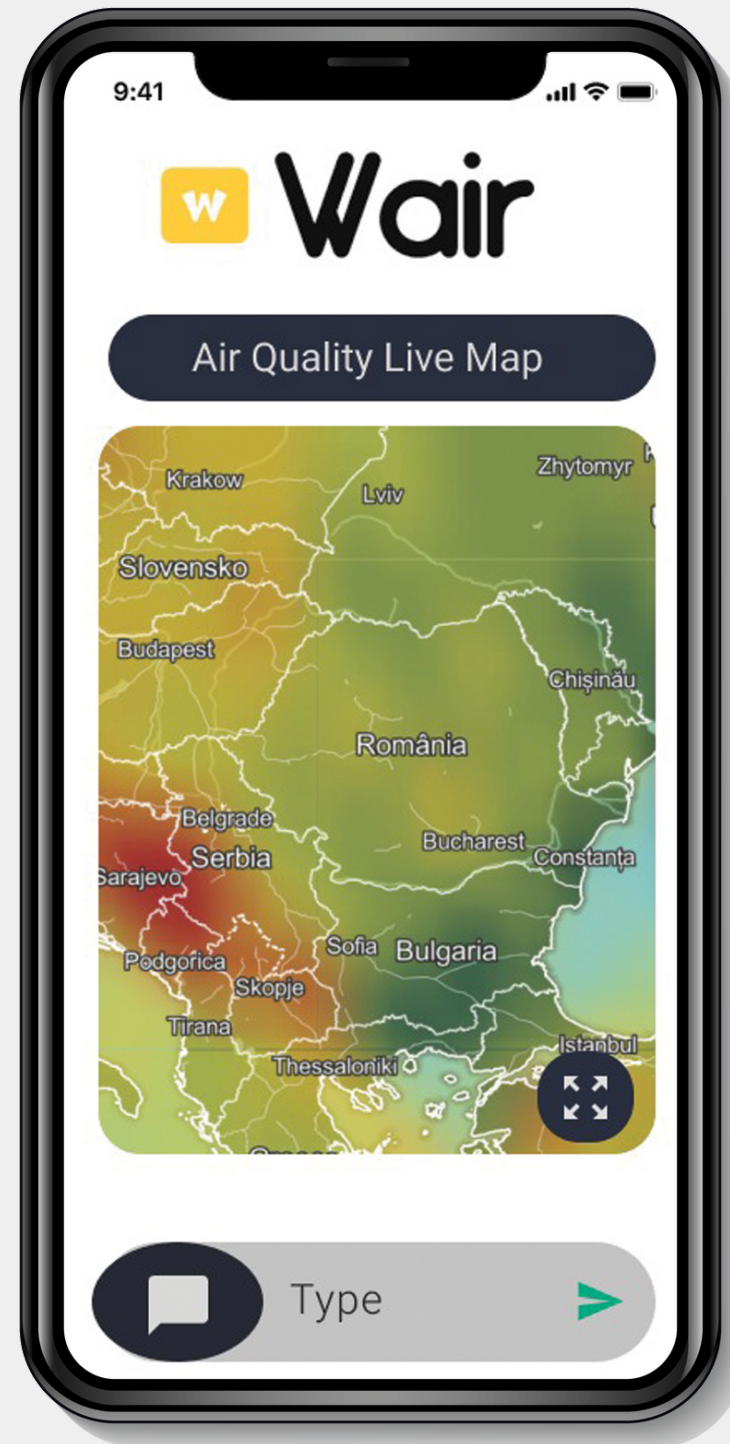 9:41
W Wair
Air Quality Live Map
Krakow
Lviv
Zhytomyr
Slovensko
Budapest
Chișinău
România
Belgrade
Serbia
Bucharest
Constanța
Sarajevo
Sofia
Bulgaria
Podgorica
Skopje
Tirana
Istanbul
Thessaloniki
Type